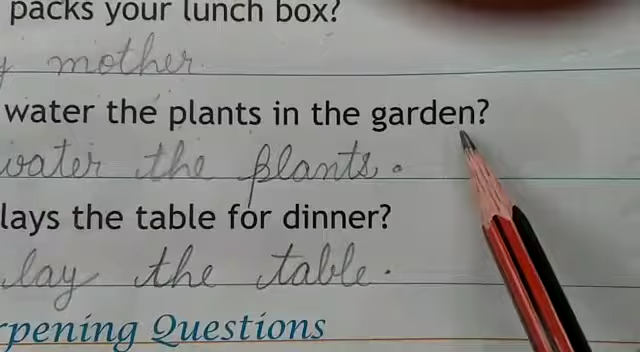 packs your lunch box?
mother
water the plants in the garden?
water the plants.
lays the table for dinner?
lay the table.
rpening Questions